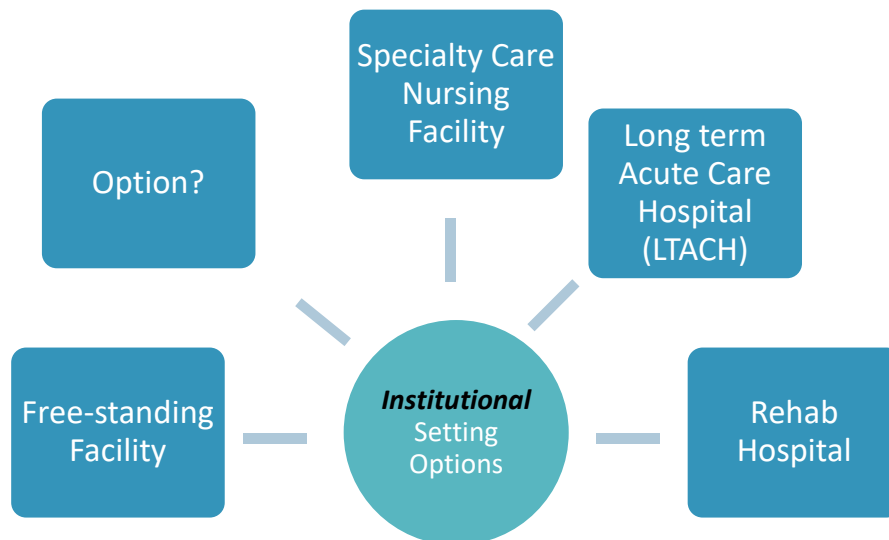 Specialty Care
Nursing
Facility
Option?
Long term
Acute Care
Hospital
(LTACH)
Free-standing
Facility
Institutional
Setting
Options
Rehab
Hospital